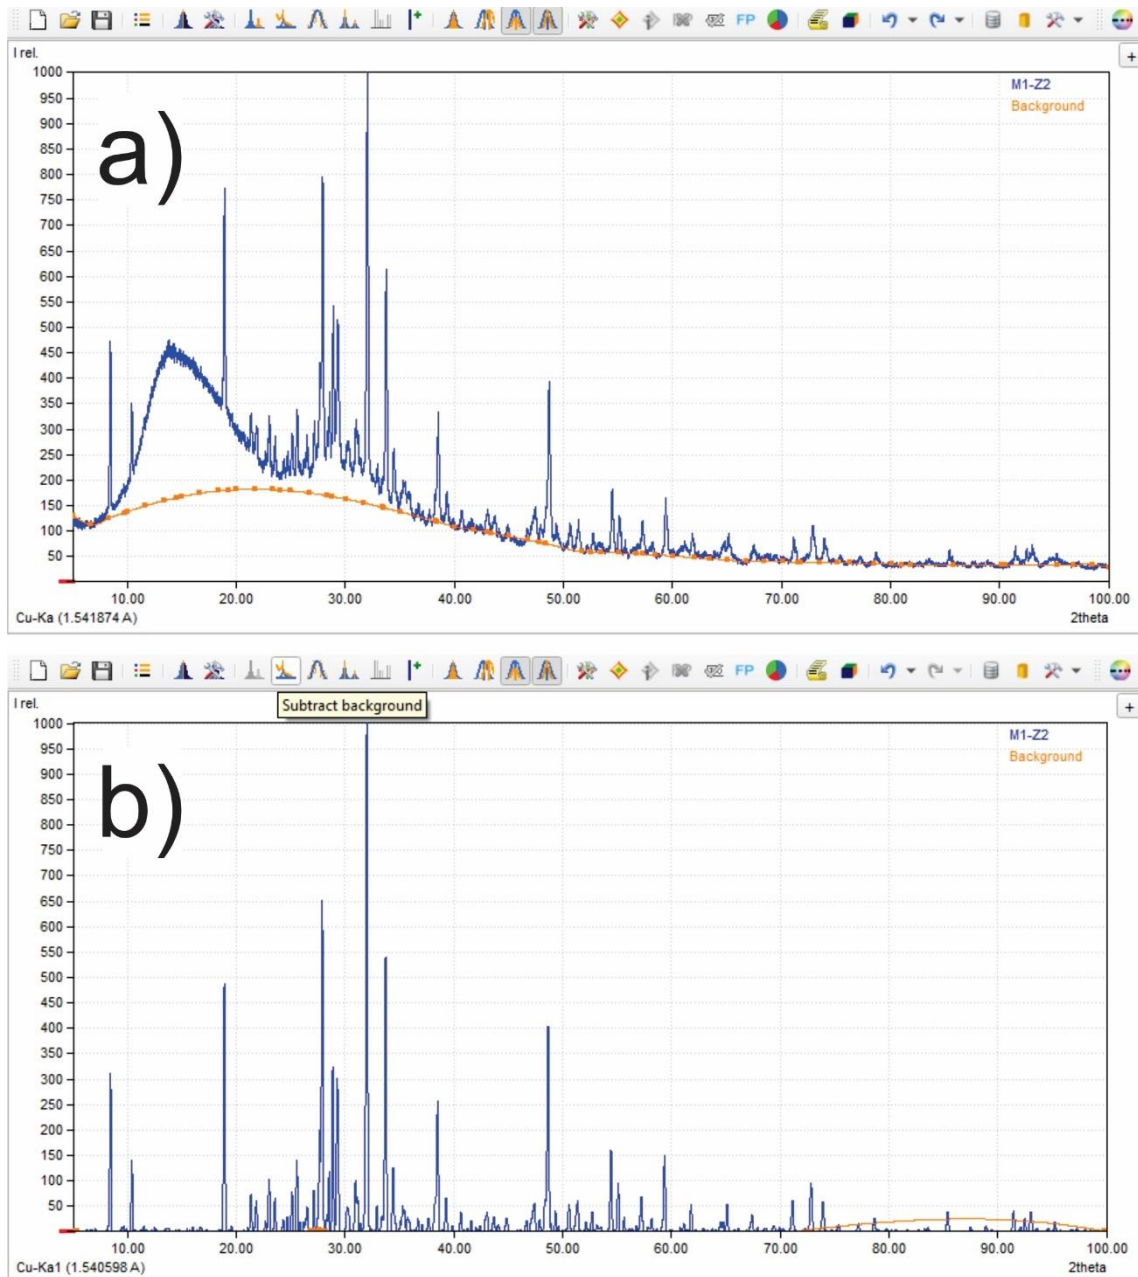 FP
I rel.
+
1000
M1-Z2
950
Background
900
a)
850
800
750
700
650
600
550
500
450
400
350
300
250
200
150
100
50
10.00 20.00 30.00 40.00 50.00 60.00 70.00 80.00 90.00 100.00
Cu-Ka (1.541874 A) 2theta
FP
Subtract background
I rel.
+
1000
M1-Z2
950
Background
900
b)
850
800
750
700
650
600
550
500
450
400
350
300
250
200
150
100
50
10.00 20.00 30.00 40.00 50.00 60.00 70.00 80.00 90.00 100.00
Cu-Ka1 (1.540598 A) 2theta